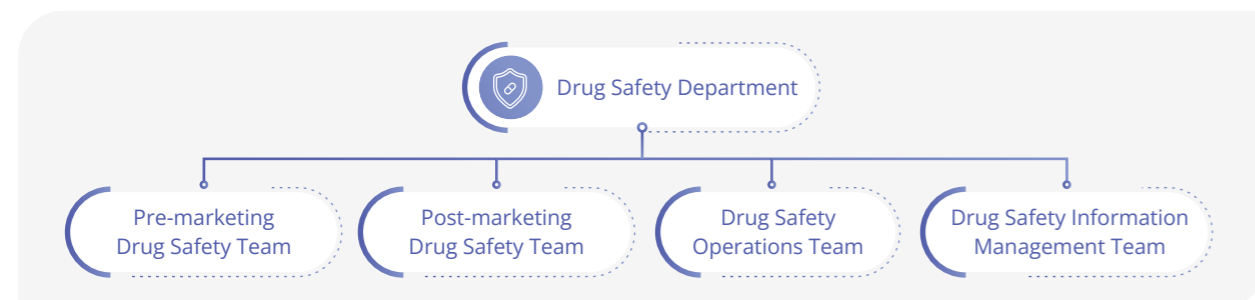 Drug Safety Department
Pre-marketing
Drug Safety Team
Post-marketing
Drug Safety Team
Drug Safety
Operations Team
Drug Safety Information
Management Team